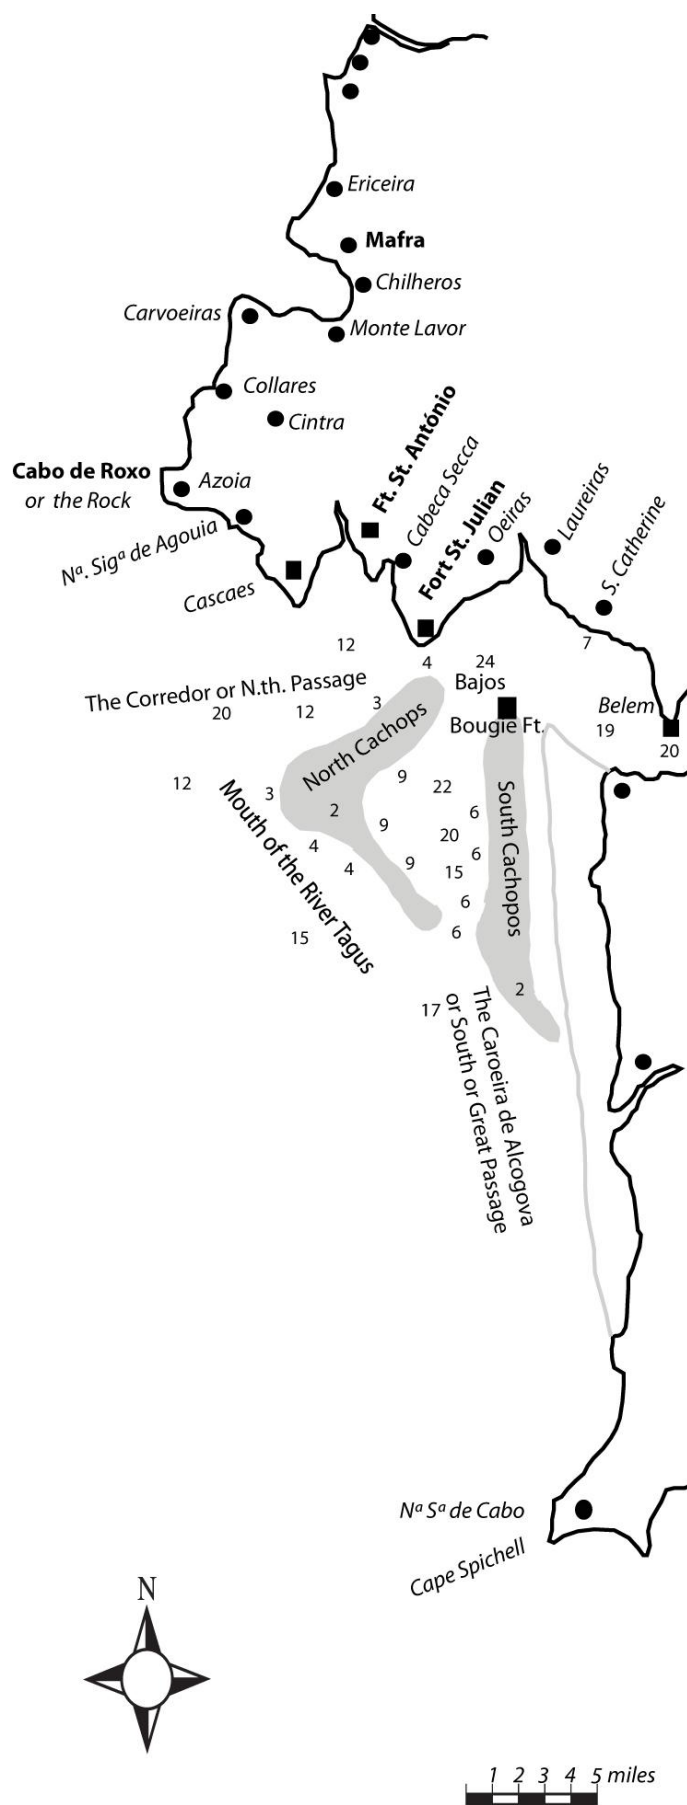 Ericeira
Mafra
Chilheros
Carvoeiras
Monte Lavor
Collares
Cintra
Cabo de Roxo
or the Rock
Azoia
Nª. Sigª de Agouia
Cascaes
Ft. St. António
Cabeca Secca
Fort St. Julian
Oeiras
Laureiras
S. Catherine
7
12
4
24
The Corredor or N.th. Passage
Bajos
3
20
12
Bougie Ft.
Belem
19
20
North Cachops
12
3
9
22
2
9
6
South Cachopos
4
20
6
4
9
15
6
Mouth of the River Tagus
15
6
2
17
The Caroeira de Alcogova
or South or Great Passage
Nª Sª de Cabo
Cape Spichell
N
1 2 3 4 5 miles